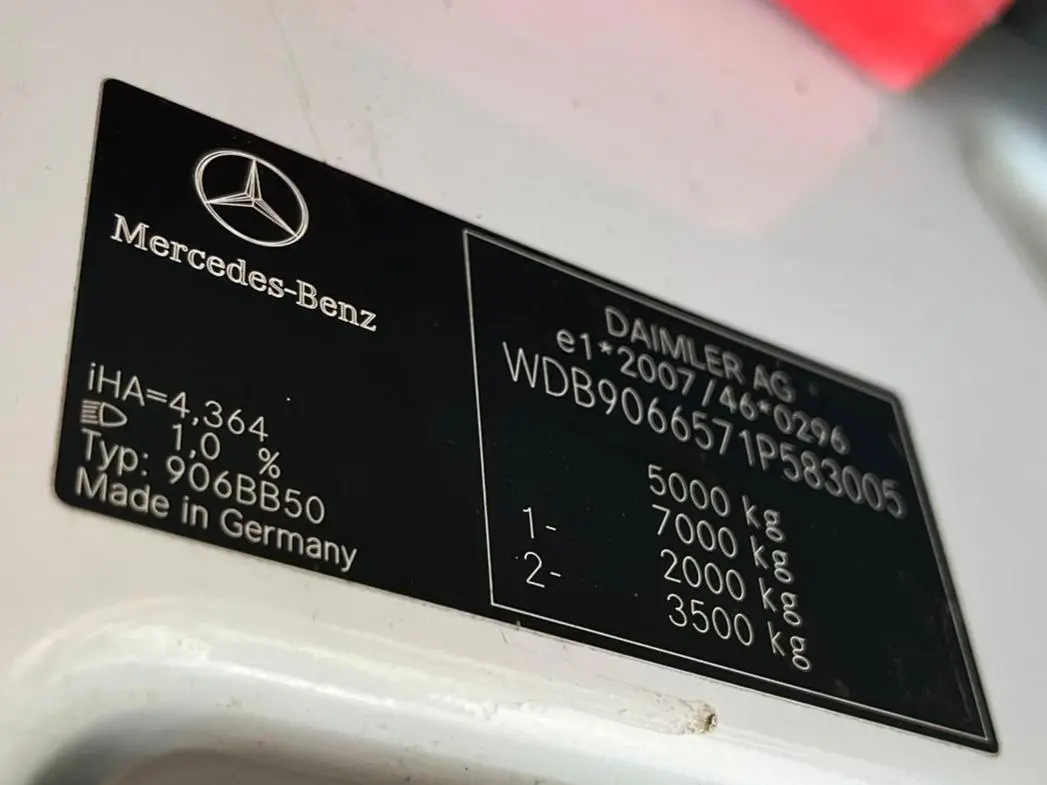 Mercedes-Benz
iHA=4,364
1,0 %
Typ: 906BB50
Made in Germany
DAIMLER AG
e1*2007/46*0296
WDB9066571P583005
5000 kg
7000 kg
1- 2000 kg
2- 3500 kg